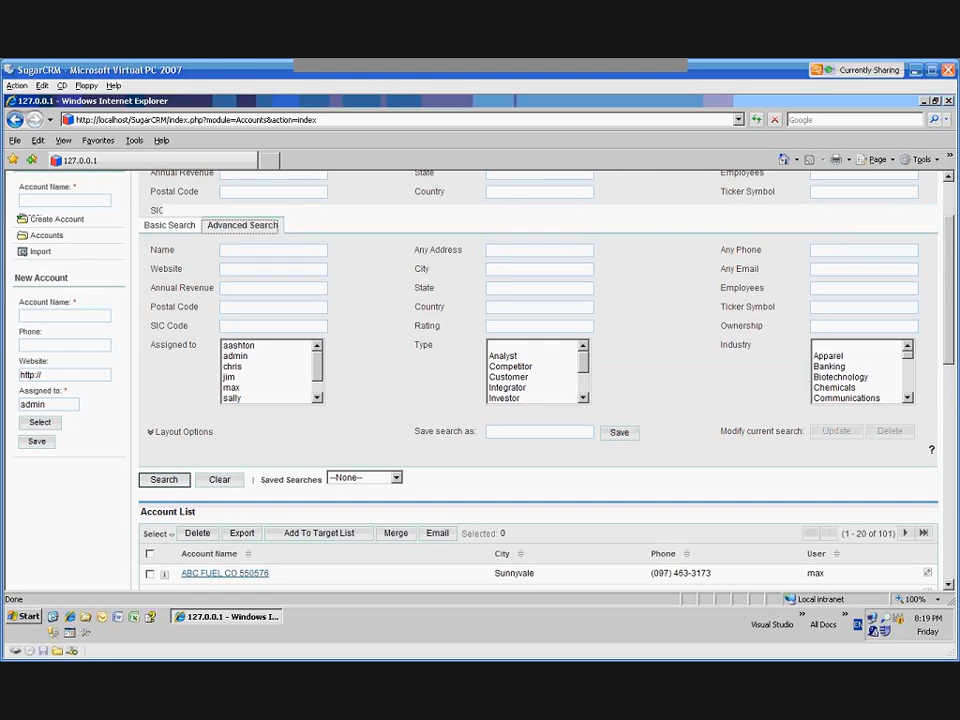 SugarCRM - Microsoft Virtual PC 2007
Currently Sharing
Action Edit CD Floppy Help
127.0.0.1 - Windows Internet Explorer
http://localhost/SugarCRM/index.php?module=Accounts&action=index
Google
File Edit View Favorites Tools Help
127.0.0.1
Page Tools
Account Name: *
Create Account
Accounts
Import
New Account
Account Name: *
Phone:
Website:
http://
Assigned to: *
admin
Select
Save
Annual Revenue State Employees
Postal Code Country Ticker Symbol
SIC
Basic Search Advanced Search
Name Any Address Any Phone
Website City Any Email
Annual Revenue State Employees
Postal Code Country Ticker Symbol
SIC Code Rating Ownership
Assigned to
aashton
admin
chris
jim
max
sally
Type
Analyst
Competitor
Customer
Integrator
Investor
Industry
Apparel
Banking
Biotechnology
Chemicals
Communications
Layout Options Save search as: Save Modify current search: Update Delete
?
Search Clear | Saved Searches --None--
Account List
Select Delete Export Add To Target List Merge Email Selected: 0 (1 - 20 of 101)
Account Name City Phone User
ABC FUEL CO 550576 Sunnyvale (097) 463-3173 max
Done Local intranet 100%
Start 127.0.0.1 - Windows I... Visual Studio » All Docs » EN 8:19 PM
Friday